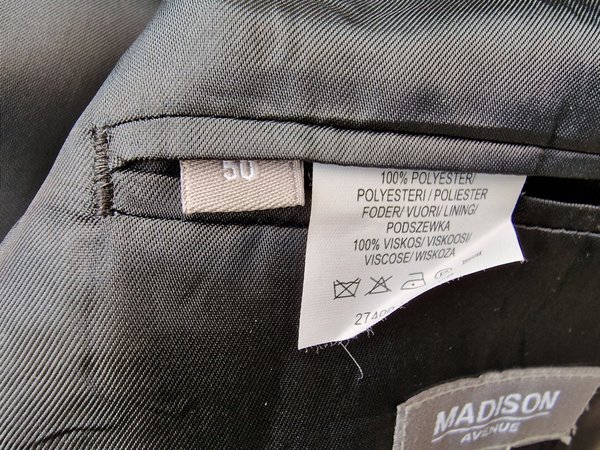 50
100% POLYESTER/
POLYESTERI/ POLIESTER
FODER/ VUORI/ LINING/
PODSZEWKA
100% VISKOS/ VISKOOSI/
VISCOSE/ WISKOZA
MADISON
AVENUE